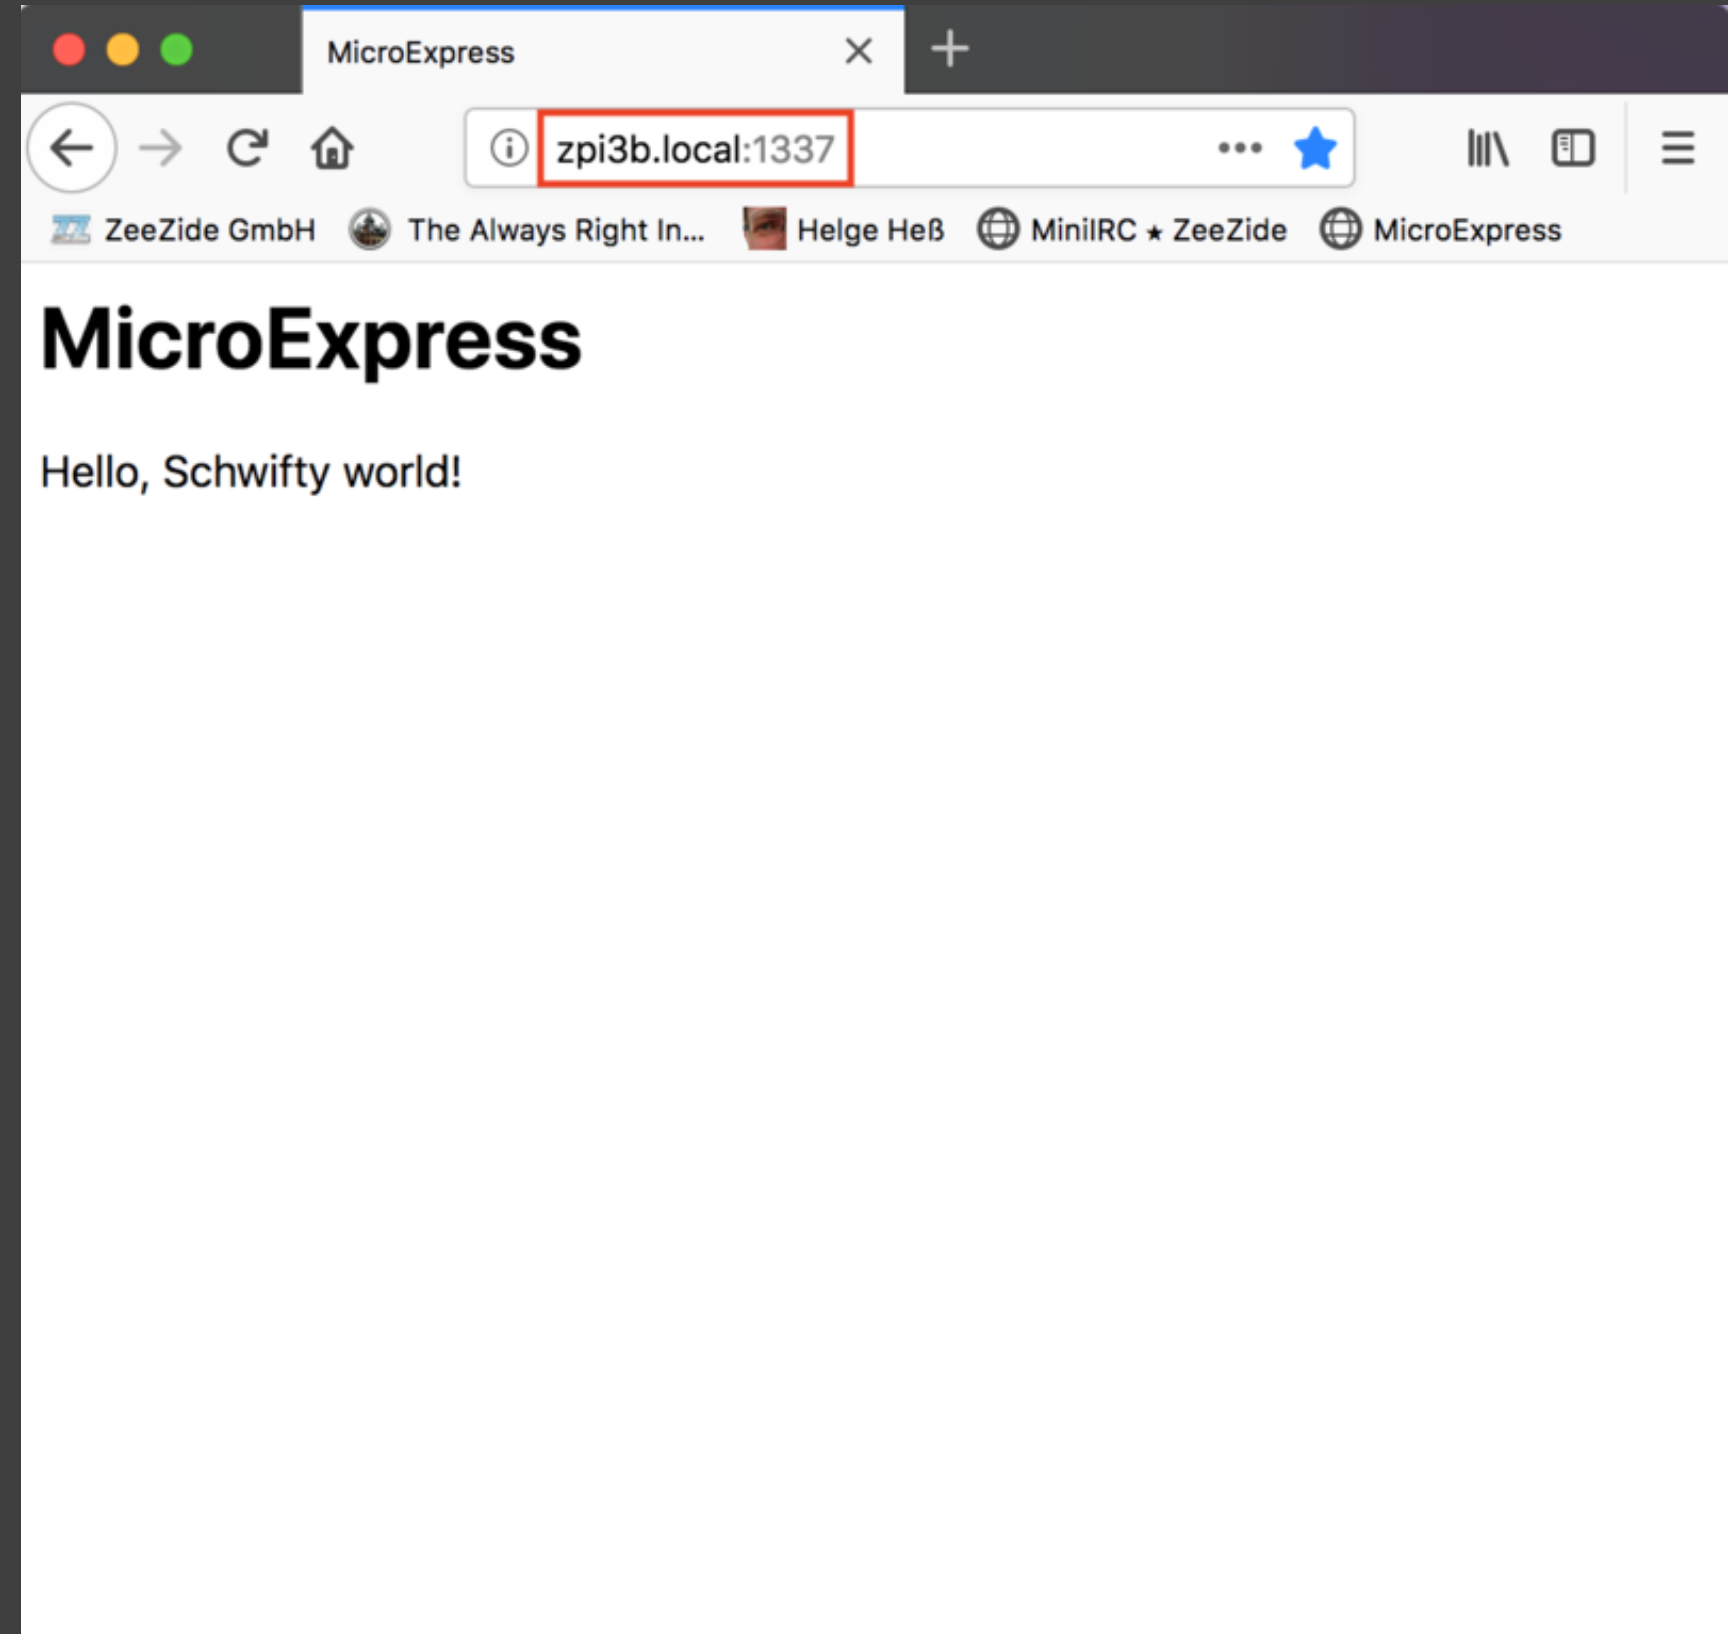 MicroExpress
zpi3b.local:1337
ZeeZide GmbH The Always Right In... Helge Heß MiniIRC ★ ZeeZide MicroExpress
MicroExpress
Hello, Schwifty world!